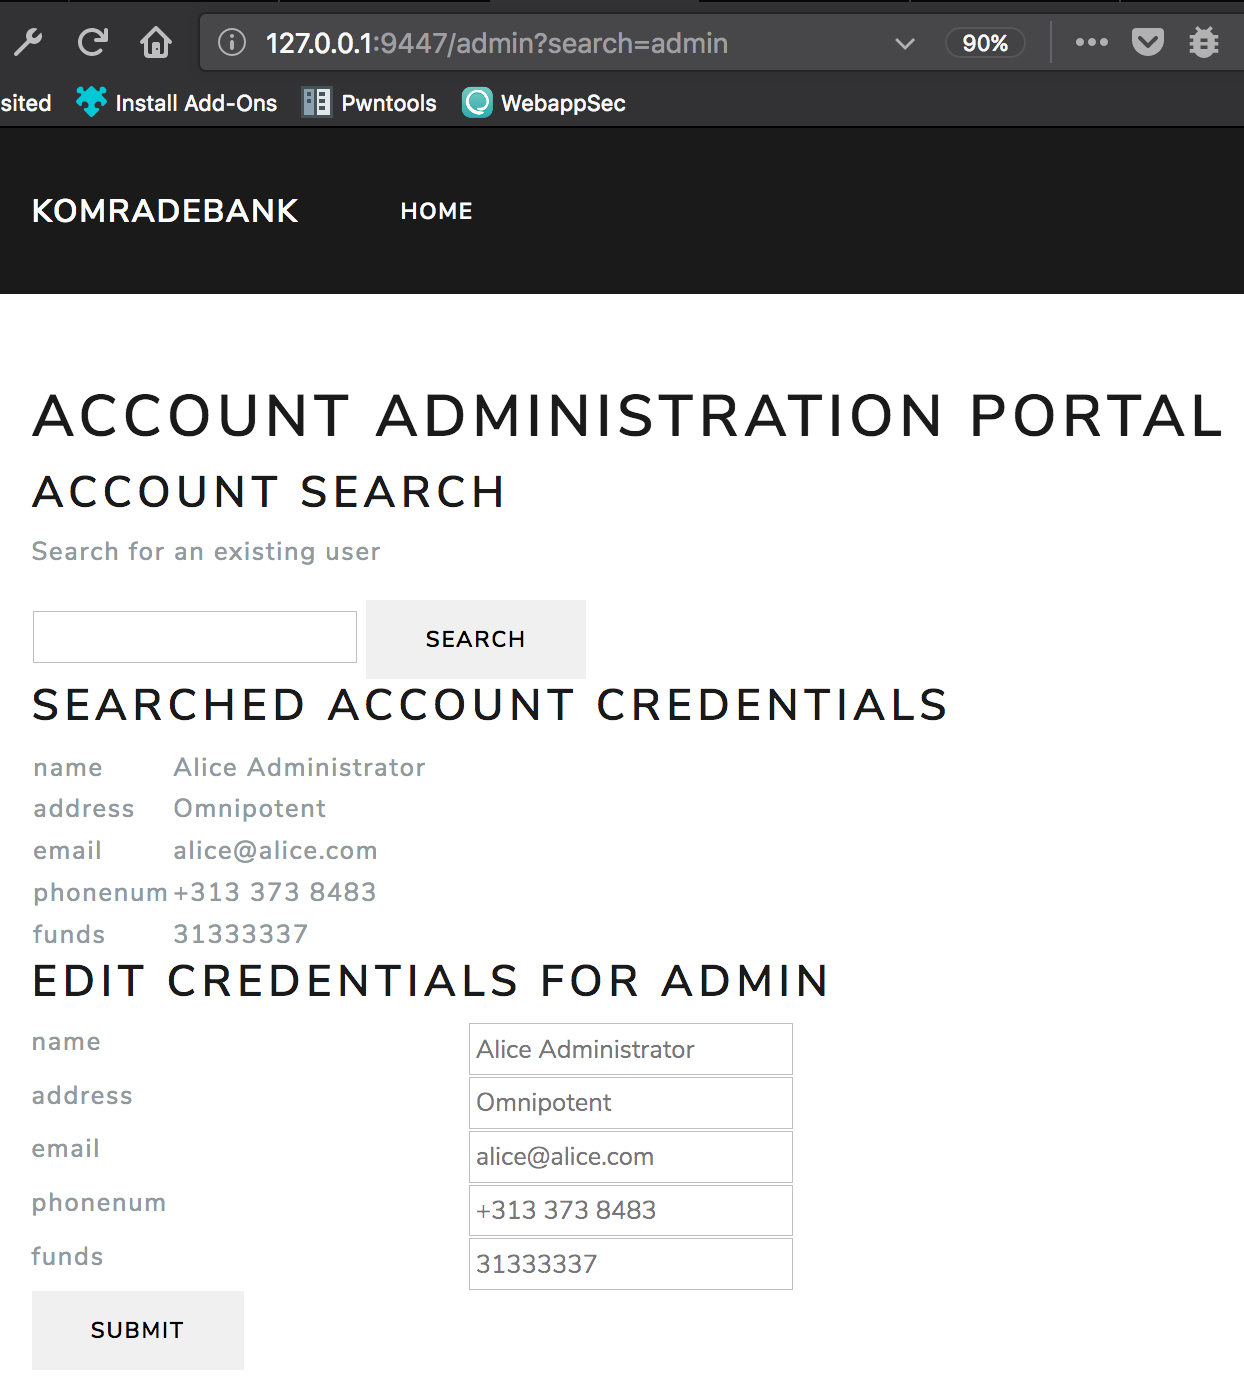 127.0.0.1:9447/admin?search=admin 90%
sited Install Add-Ons Pwntools WebappSec
KOMRADEBANK HOME
ACCOUNT ADMINISTRATION PORTAL
ACCOUNT SEARCH
Search for an existing user
SEARCH
SEARCHED ACCOUNT CREDENTIALS
name Alice Administrator
address Omnipotent
email alice@alice.com
phonenum +313 373 8483
funds 31333337
EDIT CREDENTIALS FOR ADMIN
name Alice Administrator
address Omnipotent
email alice@alice.com
phonenum +313 373 8483
funds 31333337
SUBMIT